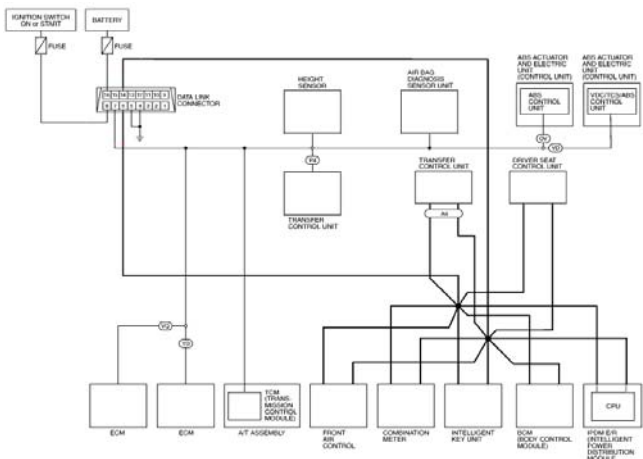 IGNITION SWITCH
ON or START
BATTERY
FUSE
FUSE
DATA LINK
CONNECTOR
HEIGHT
SENSOR
AIR BAG
DIAGNOSIS
SENSOR UNIT
ABS ACTUATOR
AND ELECTRIC
UNIT
(CONTROL UNIT)
ABS
CONTROL
UNIT
ABS ACTUATOR
AND ELECTRIC
UNIT
(CONTROL UNIT)
VDC/TCS/ABS
CONTROL
UNIT
TRANSFER
CONTROL UNIT
TRANSFER
CONTROL UNIT
DRIVER SEAT
CONTROL UNIT
ECM
ECM
TCM
(TRANS-
MISSION
CONTROL
MODULE)
A/T ASSEMBLY
FRONT
AIR
CONTROL
COMBINATION
METER
INTELLIGENT
KEY UNIT
BCM
(BODY CONTROL
MODULE)
CPU
IPDM E/R
(INTELLIGENT
POWER
DISTRIBUTION
MODULE